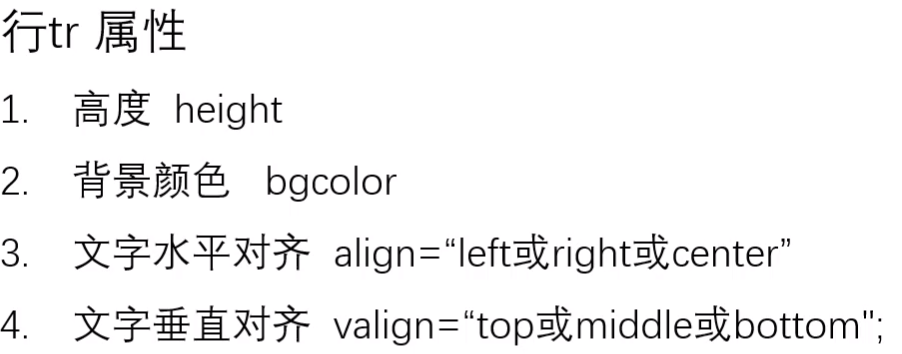 行tr 属性
1. 高度 height
2. 背景颜色 bgcolor
3. 文字水平对齐 align=“left或right或center”
4. 文字垂直对齐 valign=“top或middle或bottom";